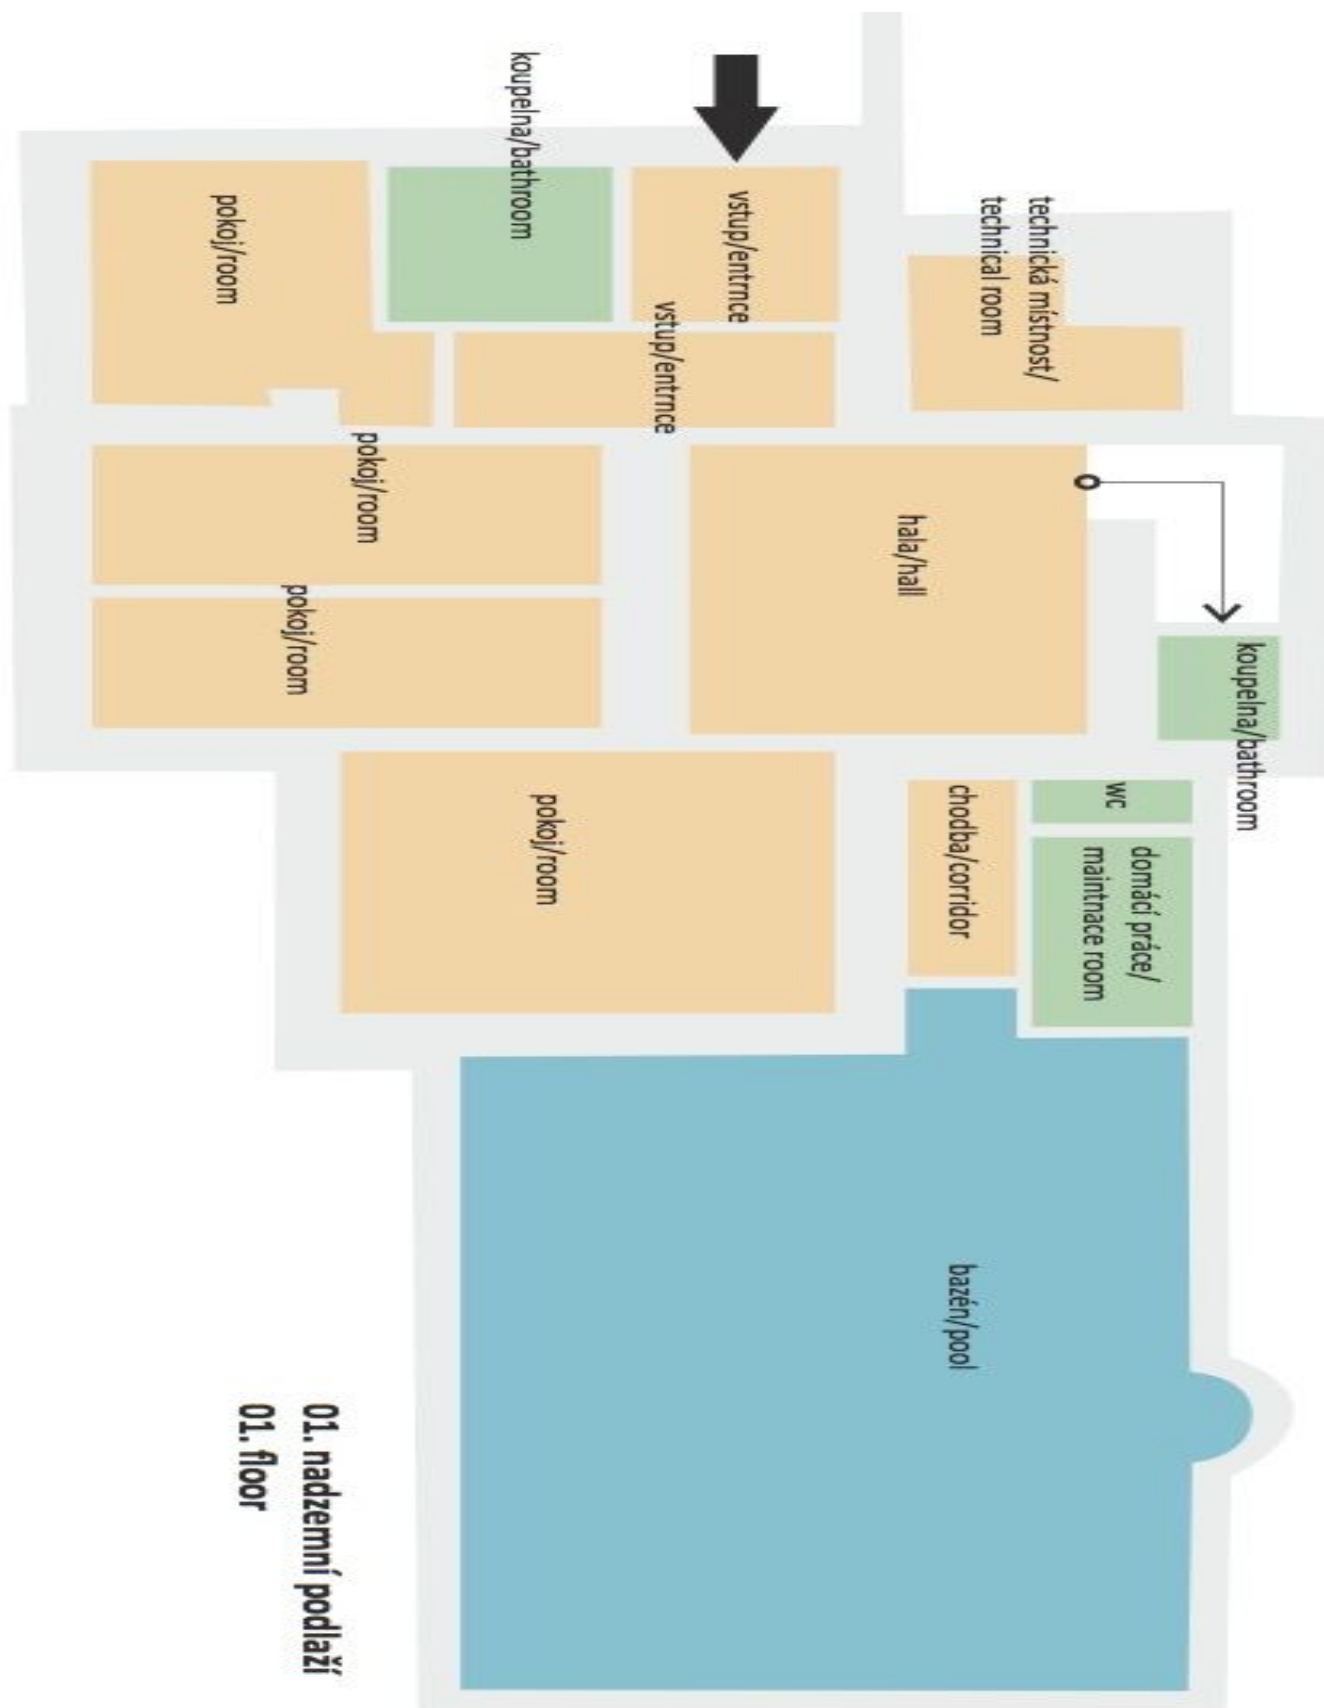 koupelna/bathroom
technická místnost/
technical room
wc
domácí práce/
maintnace room
chodba/corridor
bazén/pool
hala/hall
vstup/entrnce
vstup/entrnce
koupelna/bathroom
pokoj/room
pokoj/room
pokoj/room
pokoj/room
01. nadzemní podlaží
01. floor